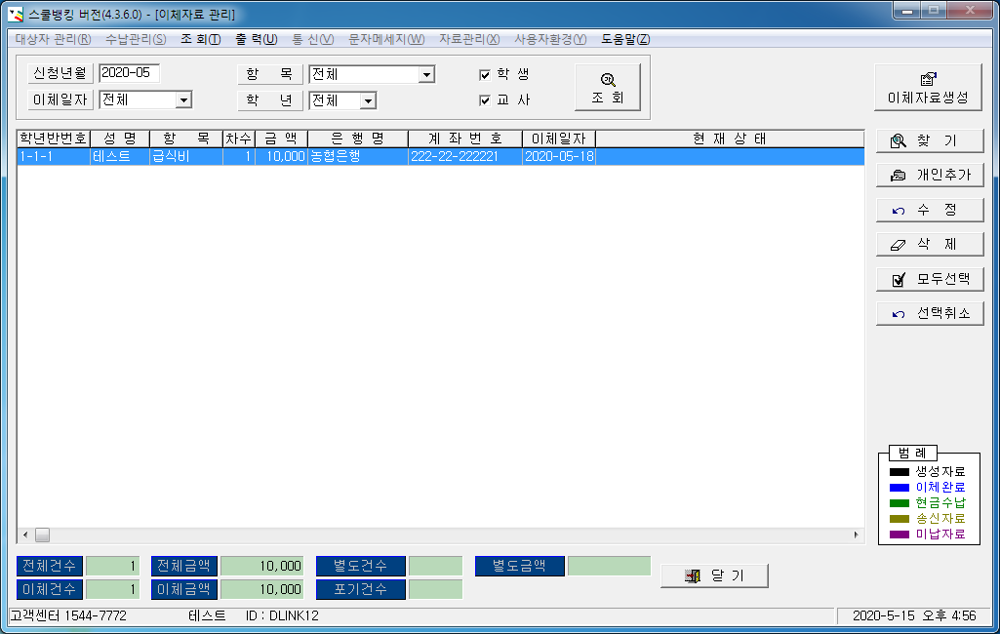 스쿨뱅킹 버전(4.3.6.0) - [이체자료 관리]
대상자 관리(R) 수납관리(S) 조 회(T) 출 력(U) 통 신(V) 문자메세지(W) 자료관리(X) 사용자환경(Y) 도움말(Z)
신청년월 2020-05 항 목 전체 학 생
이체일자 전체 학 년 전체 교 사
조 회
이체자료생성
학년반번호 성 명 항 목 차수 금 액 은 행 명 계 좌 번 호 이체일자 현 재 상 태
1-1-1 테스트 급식비 1 10,000 농협은행 222-22-222221 2020-05-18
찾 기
개인추가
수 정
삭 제
모두선택
선택취소
범 례
생성자료
이체완료
현금수납
송신자료
미납자료
전체건수 1 전체금액 10,000 별도건수 별도금액
이체건수 1 이체금액 10,000 포기건수
닫 기
고객센터 1544-7772 테스트 ID : DLINK12 2020-5-15 오후 4:56